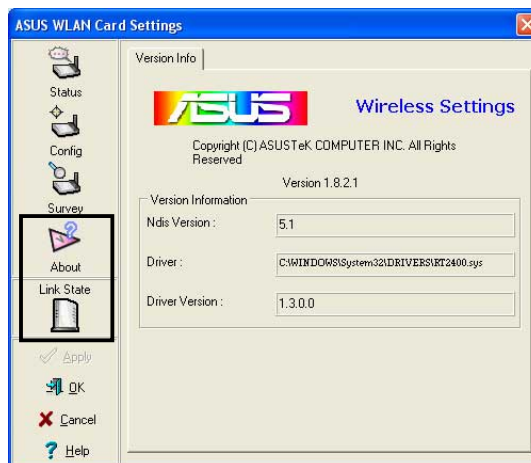 ASUS WLAN Card Settings
Status
Config
Survey
About
Link State
Apply
OK
Cancel
Help
Version Info
ASUS
Wireless Settings
Copyright (C) ASUSTeK COMPUTER INC. All Rights
Reserved
Version 1.8.2.1
Version Information
Ndis Version :
5.1
Driver :
C:\WINDOWS\System32\DRIVERS\RT2400.sys
Driver Version :
1.3.0.0